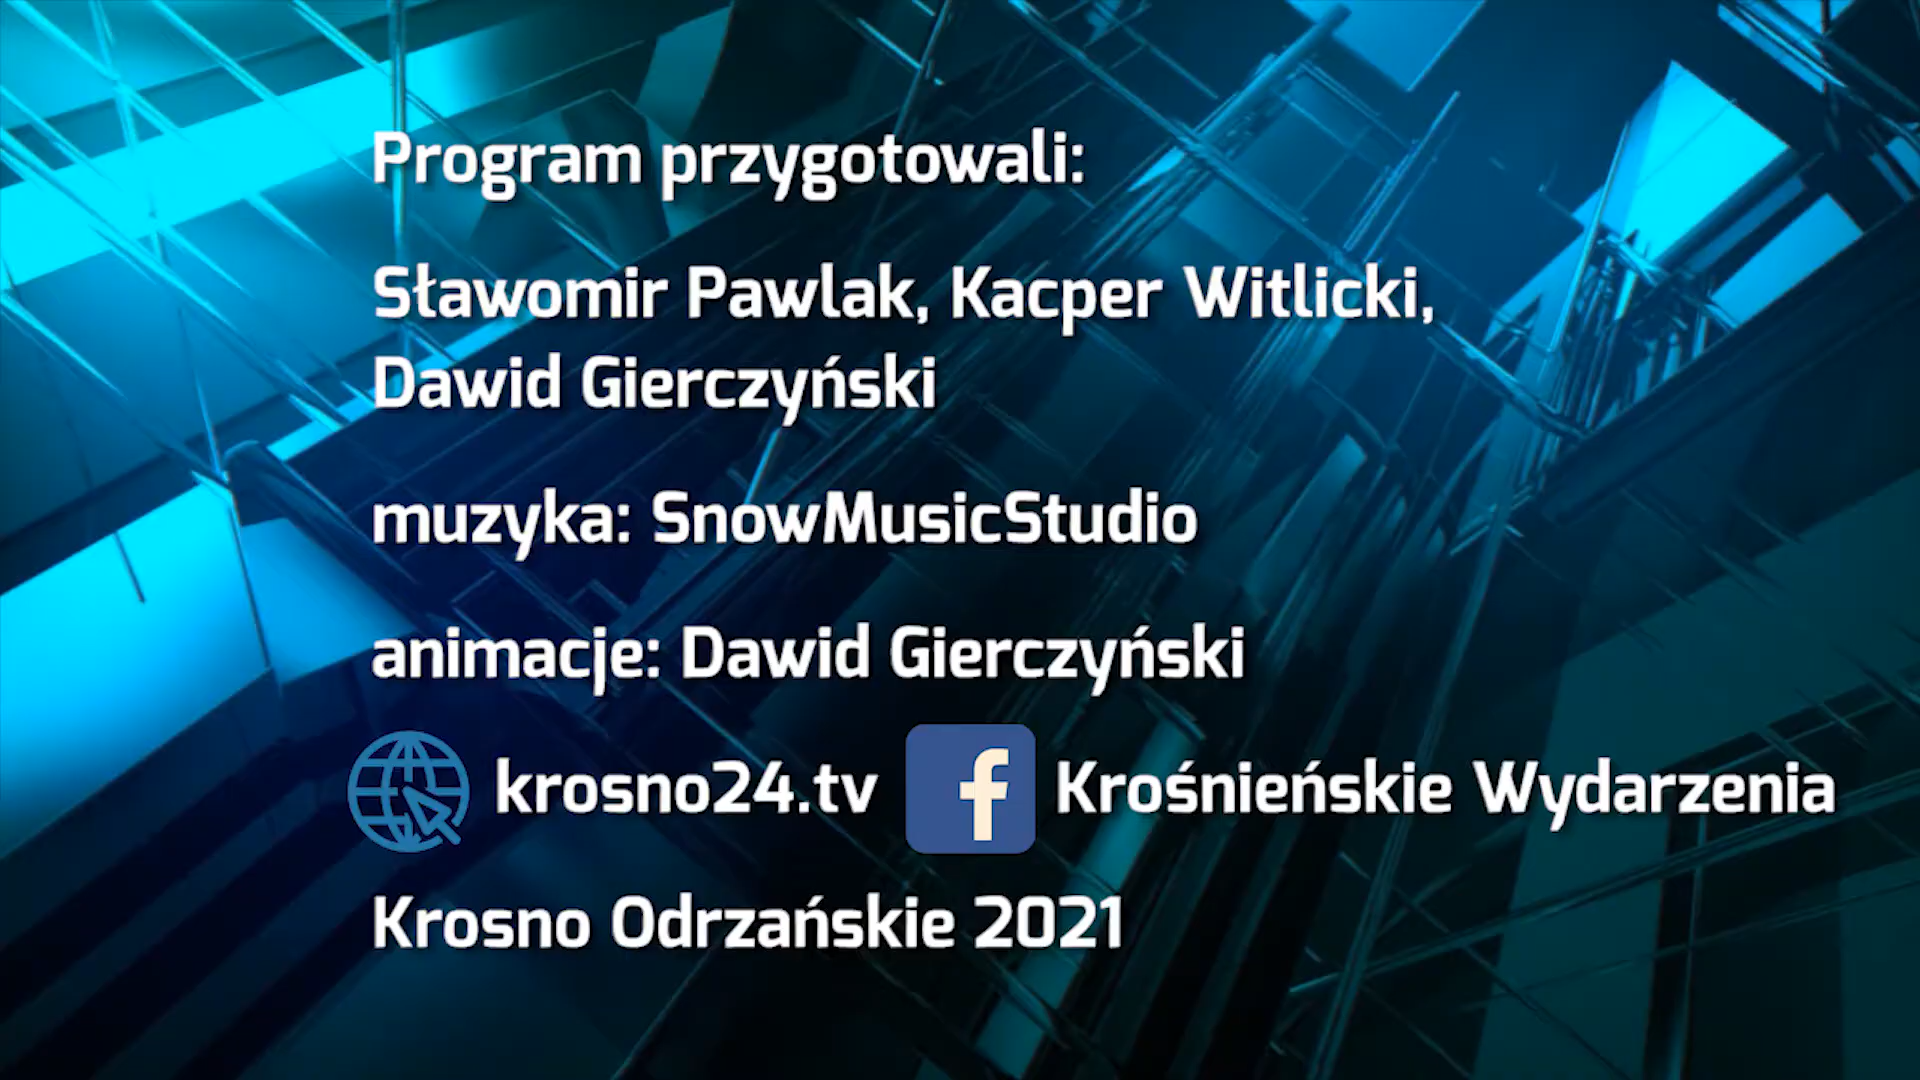 Program przygotowali:
Sławomir Pawlak, Kacper Witlicki,
Dawid Gierczyński
muzyka: SnowMusicStudio
animacje: Dawid Gierczyński
krosno24.tv f Krośnieńskie Wydarzenia
Krosno Odrzańskie 2021